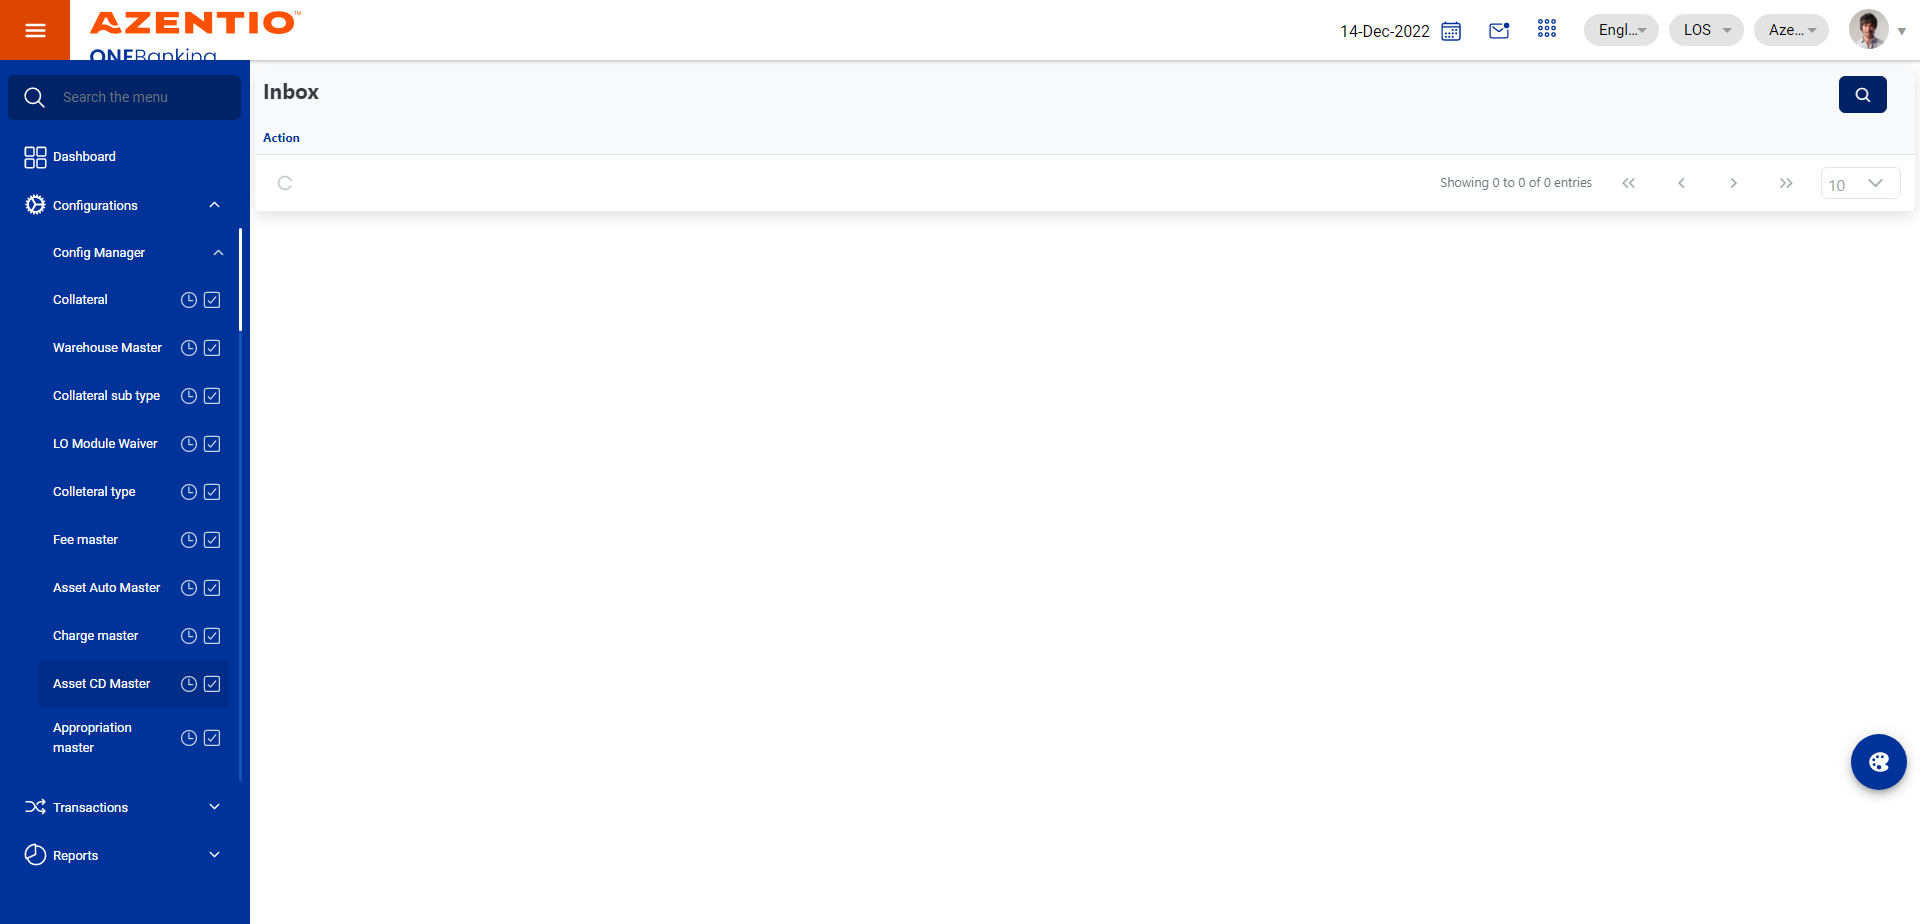 AZENTIO™
ONEBanking
14-Dec-2022
Engl...
LOS
Aze...
Search the menu
Dashboard
Configurations
Config Manager
Collateral
Warehouse Master
Collateral sub type
LO Module Waiver
Colleteral type
Fee master
Asset Auto Master
Charge master
Asset CD Master
Appropriation
master
Transactions
Reports
Inbox
Action
Showing 0 to 0 of 0 entries
10